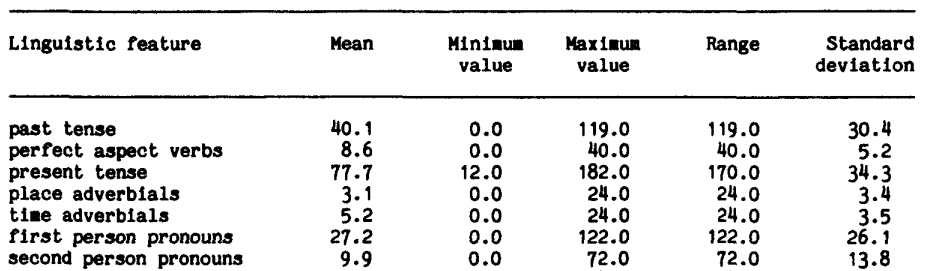 Linguistic feature Mean Minimum Maximum Range Standard
value value deviation
past tense 40.1 0.0 119.0 119.0 30.4
perfect aspect verbs 8.6 0.0 40.0 40.0 5.2
present tense 77.7 12.0 182.0 170.0 34.3
place adverbials 3.1 0.0 24.0 24.0 3.4
time adverbials 5.2 0.0 24.0 24.0 3.5
first person pronouns 27.2 0.0 122.0 122.0 26.1
second person pronouns 9.9 0.0 72.0 72.0 13.8